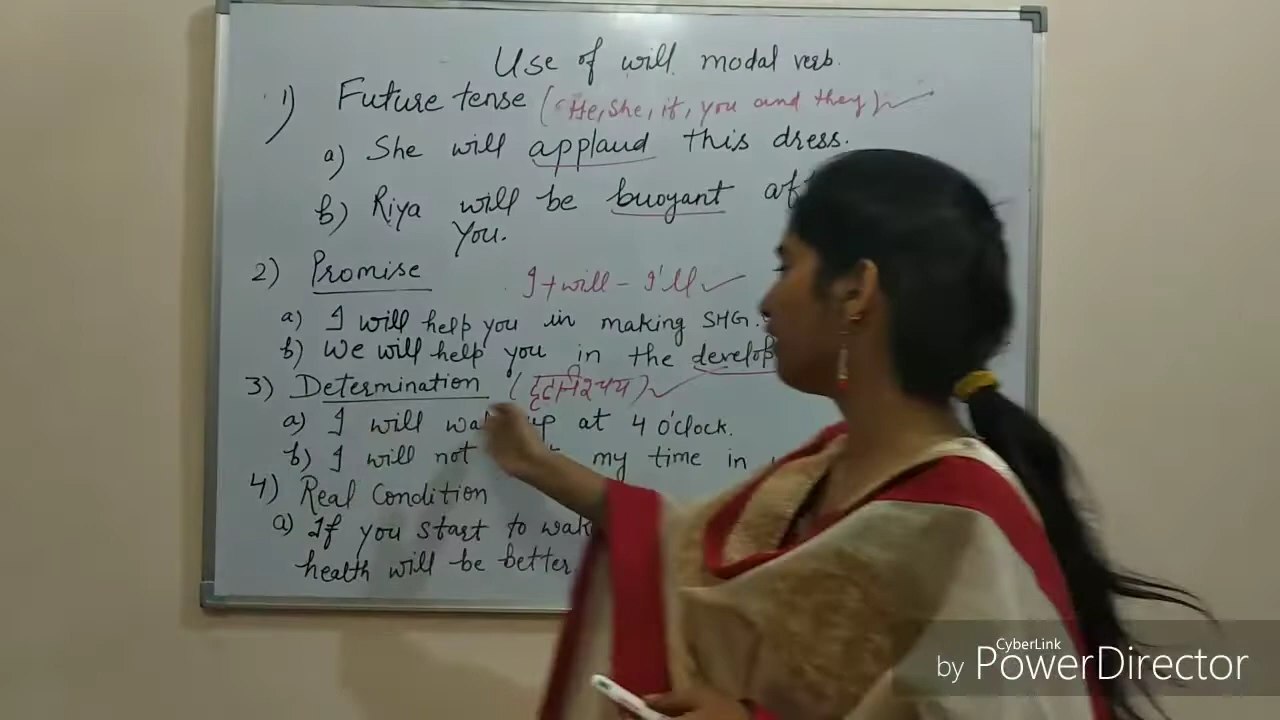 Use of will modal verb.
1) Future tense (He, She, it, you and they)
a) She will applaud this dress.
b) Riya will be buoyant
You.
2) Promise I + will - I'll
a) I will help you in making SHG.
b) We will help you in the develop
3) Determination (दृढ़निश्चय)
a) I will up at 4 o'clock.
b) I will not my time in
4) Real Condition
a) If you start to
health will be better.
CyberLink
by PowerDirector